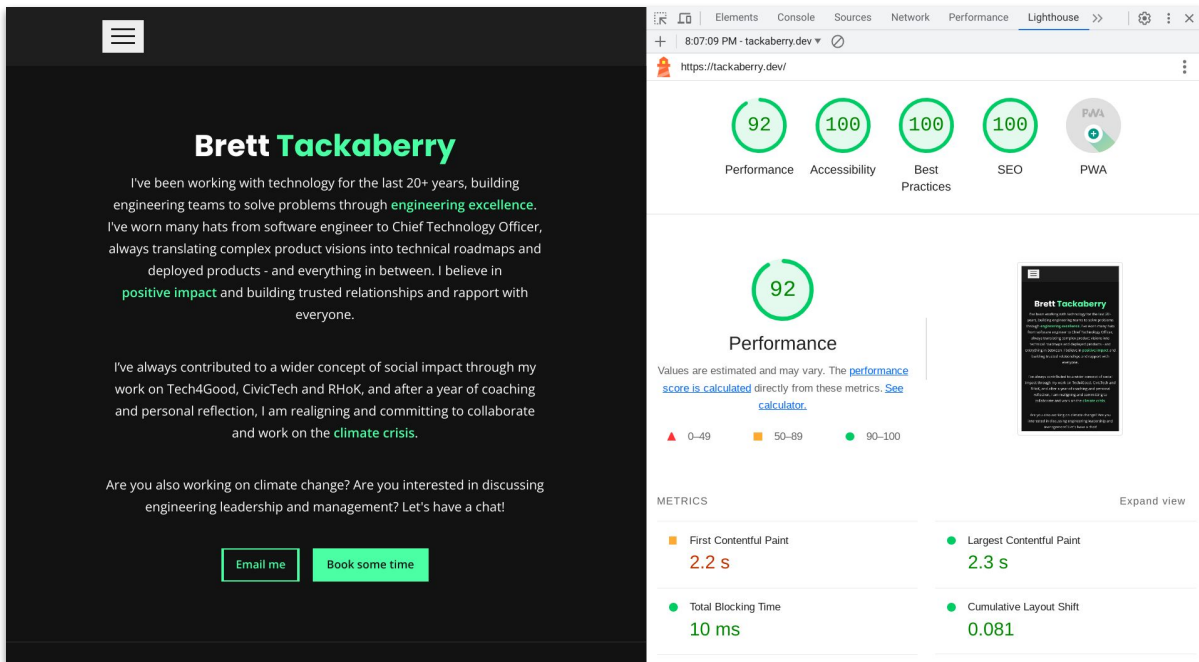 Brett Tackaberry
I've been working with technology for the last 20+ years, building
engineering teams to solve problems through engineering excellence.
I've worn many hats from software engineer to Chief Technology Officer,
always translating complex product visions into technical roadmaps and
deployed products - and everything in between. I believe in
positive impact and building trusted relationships and rapport with
everyone.
I've always contributed to a wider concept of social impact through my
work on Tech4Good, CivicTech and RHoK, and after a year of coaching
and personal reflection, I am realigning and committing to collaborate
and work on the climate crisis.
Are you also working on climate change? Are you interested in discussing
engineering leadership and management? Let's have a chat!
Email me Book some time
Elements Console Sources Network Performance Lighthouse
8:07:09 PM - tackaberry.dev
https://tackaberry.dev/
92 100 100 100 PWA
Performance Accessibility Best Practices SEO PWA
92
Performance
Values are estimated and may vary. The performance
score is calculated directly from these metrics. See
calculator.
0–49 50–89 90–100
Brett Tackaberry
METRICS Expand view
First Contentful Paint Largest Contentful Paint
2.2 s 2.3 s
Total Blocking Time Cumulative Layout Shift
10 ms 0.081